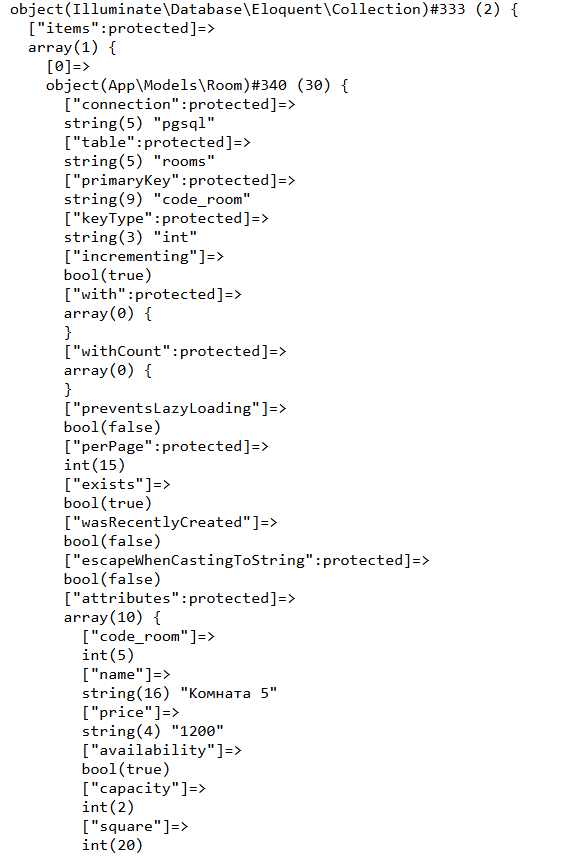 object(Illuminate\Database\Eloquent\Collection)#333 (2) {
["items":protected]=>
array(1) {
[0]=>
object(App\Models\Room)#340 (30) {
["connection":protected]=>
string(5) "pgsql"
["table":protected]=>
string(5) "rooms"
["primaryKey":protected]=>
string(9) "code_room"
["keyType":protected]=>
string(3) "int"
["incrementing"]=>
bool(true)
["with":protected]=>
array(0) {
}
["withCount":protected]=>
array(0) {
}
["preventsLazyLoading"]=>
bool(false)
["perPage":protected]=>
int(15)
["exists"]=>
bool(true)
["wasRecentlyCreated"]=>
bool(false)
["escapeWhenCastingToString":protected]=>
bool(false)
["attributes":protected]=>
array(10) {
["code_room"]=>
int(5)
["name"]=>
string(16) "Комната 5"
["price"]=>
string(4) "1200"
["availability"]=>
bool(true)
["capacity"]=>
int(2)
["square"]=>
int(20)